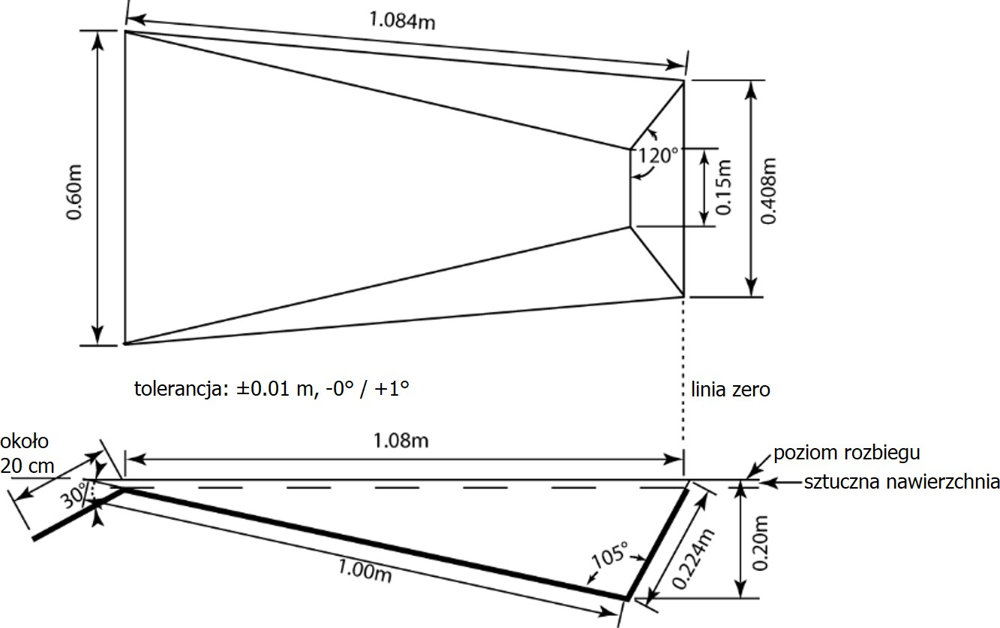 1.084m
0.60m
120°
0.15m
0.408m
tolerancja: ±0.01 m, -0° / +1°
linia zero
około
20 cm
1.08m
poziom rozbiegu
sztuczna nawierzchnia
30°
1.00m
105°
0.224m
0.20m